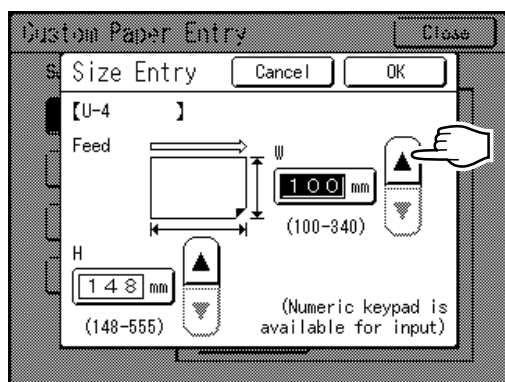 Custom Paper Entry Close
Size Entry Cancel OK
【U-4 】
Feed
W
100 mm
(100-340)
H
148 mm
(148-555)
(Numeric keypad is
available for input)